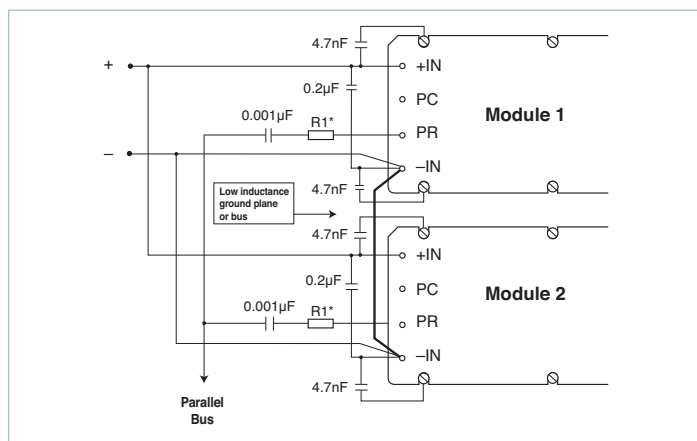 4.7nF
+
+IN
0.2µF
PC
Module 1
0.001µF
R1*
PR
–
–IN
4.7nF
Low inductance
ground plane
or bus
4.7nF
+IN
0.2µF
PC
Module 2
0.001µF
R1*
PR
–IN
4.7nF
Parallel
Bus